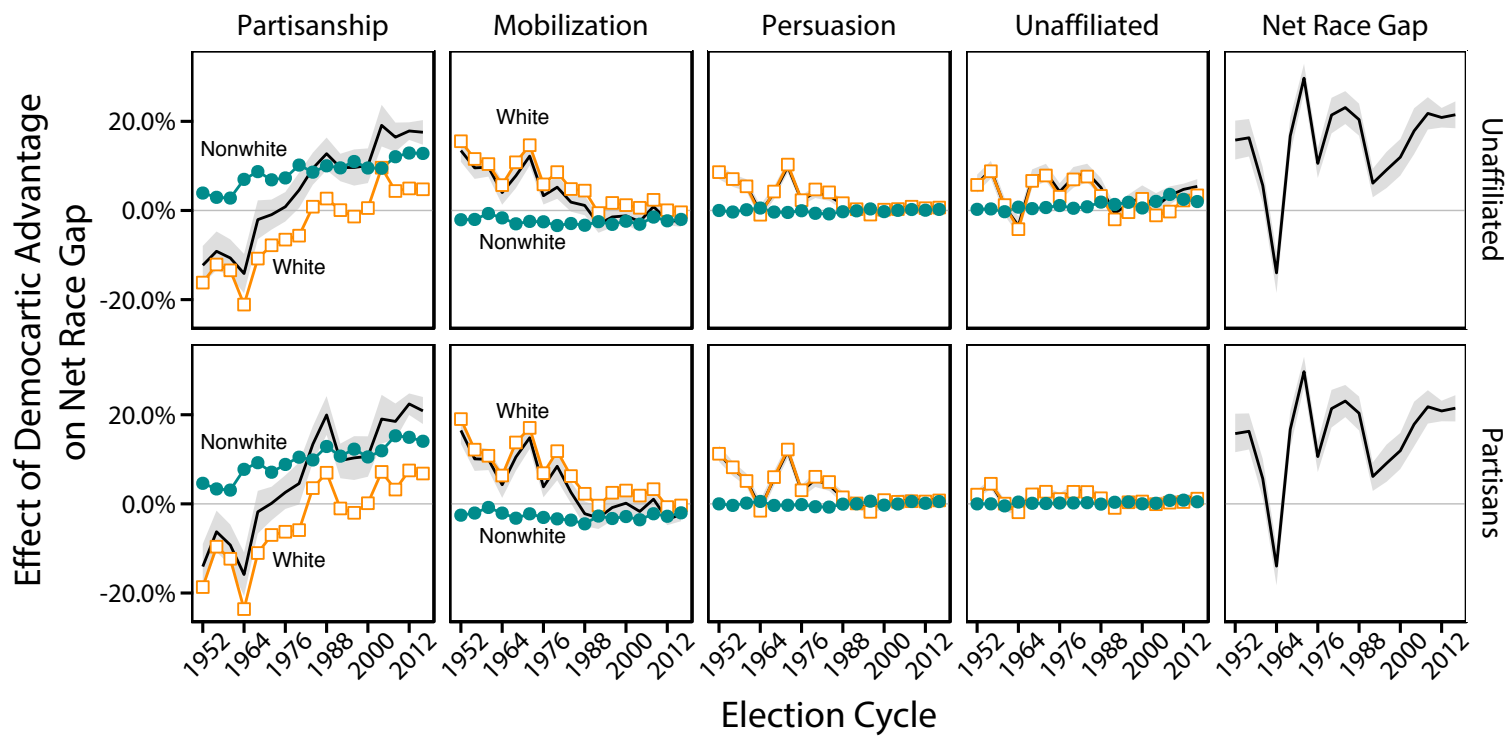 Partisanship Mobilization Persuasion Unaffiliated Net Race Gap
Effect of Democartic Advantage
on Net Race Gap
20.0%
0.0%
-20.0%
Nonwhite
White
White
Nonwhite
Unaffiliated
20.0%
0.0%
-20.0%
Nonwhite
White
White
Nonwhite
Partisans
1952 1964 1976 1988 2000 2012 1952 1964 1976 1988 2000 2012 1952 1964 1976 1988 2000 2012 1952 1964 1976 1988 2000 2012 1952 1964 1976 1988 2000 2012
Election Cycle